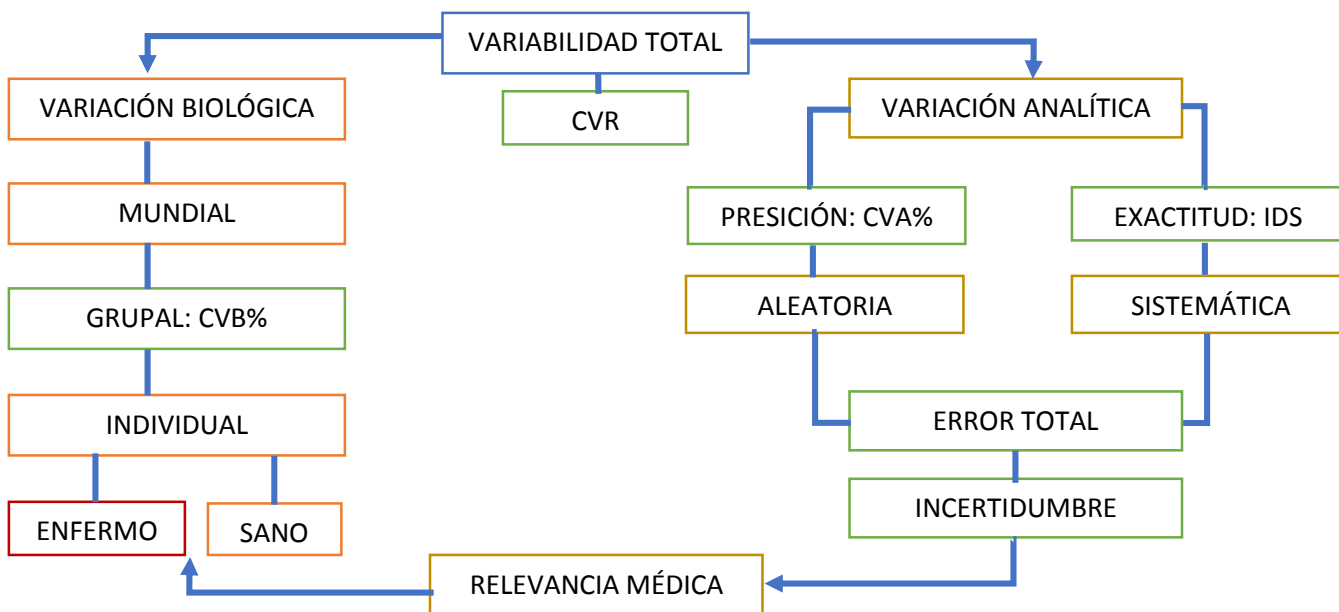 VARIABILIDAD TOTAL
VARIACIÓN BIOLÓGICA
CVR
VARIACIÓN ANALÍTICA
MUNDIAL
PRESICIÓN: CVA%
EXACTITUD: IDS
GRUPAL: CVB%
ALEATORIA
SISTEMÁTICA
INDIVIDUAL
ERROR TOTAL
ENFERMO
SANO
INCERTIDUMBRE
RELEVANCIA MÉDICA